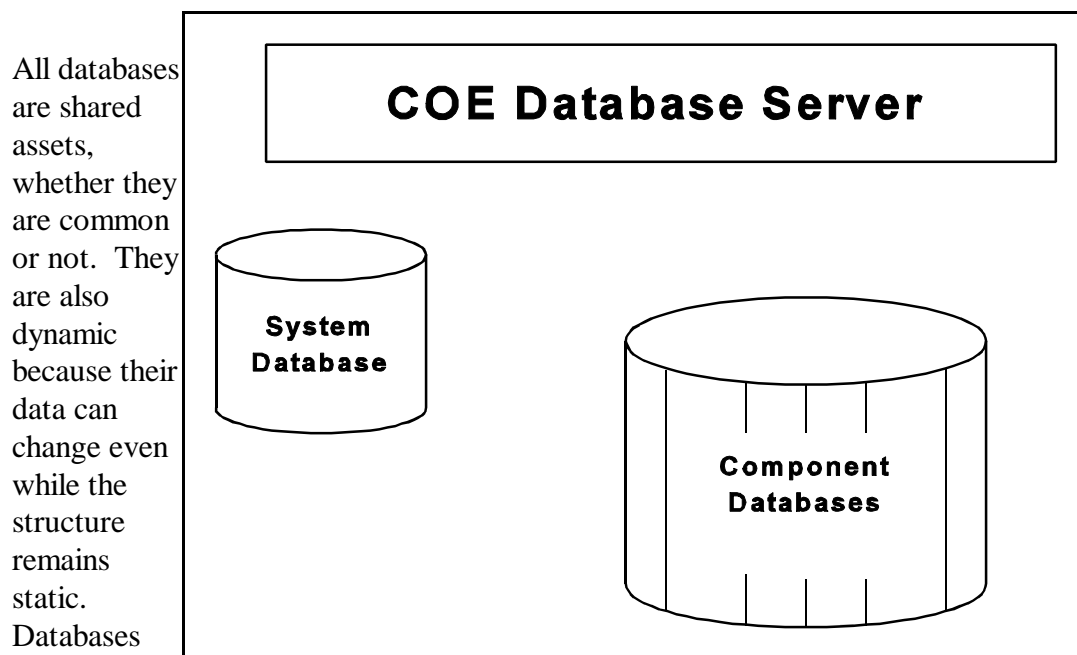 All databases
are shared
assets,
whether they
are common
or not.  They
are also
dynamic
because their
data can
change even
while the
structure
remains
static.
Databases
COE Database Server
System
Database
Component
Databases